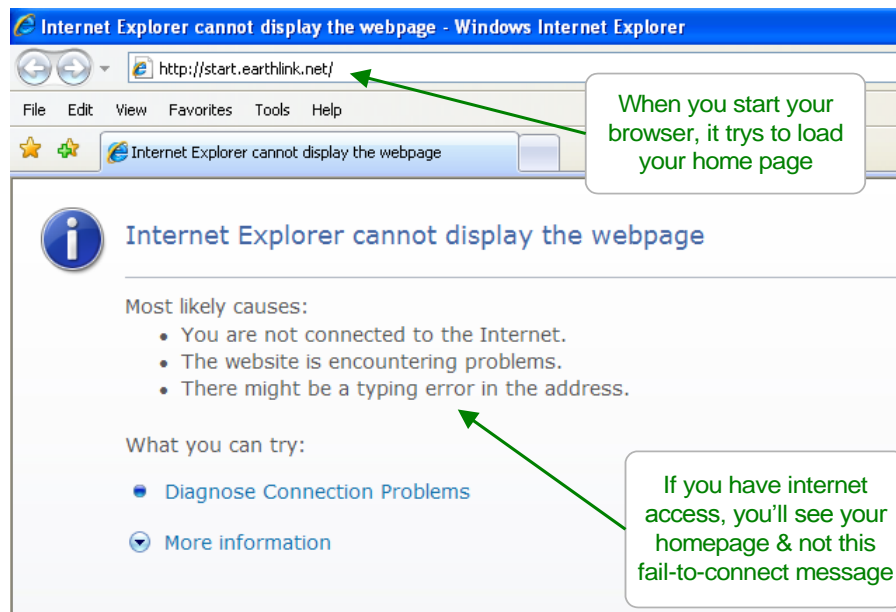 Internet Explorer cannot display the webpage - Windows Internet Explorer
http://start.earthlink.net/
File Edit View Favorites Tools Help
Internet Explorer cannot display the webpage
When you start your
browser, it trys to load
your home page
Internet Explorer cannot display the webpage
Most likely causes:
• You are not connected to the Internet.
• The website is encountering problems.
• There might be a typing error in the address.
What you can try:
Diagnose Connection Problems
More information
If you have internet
access, you’ll see your
homepage & not this
fail-to-connect message